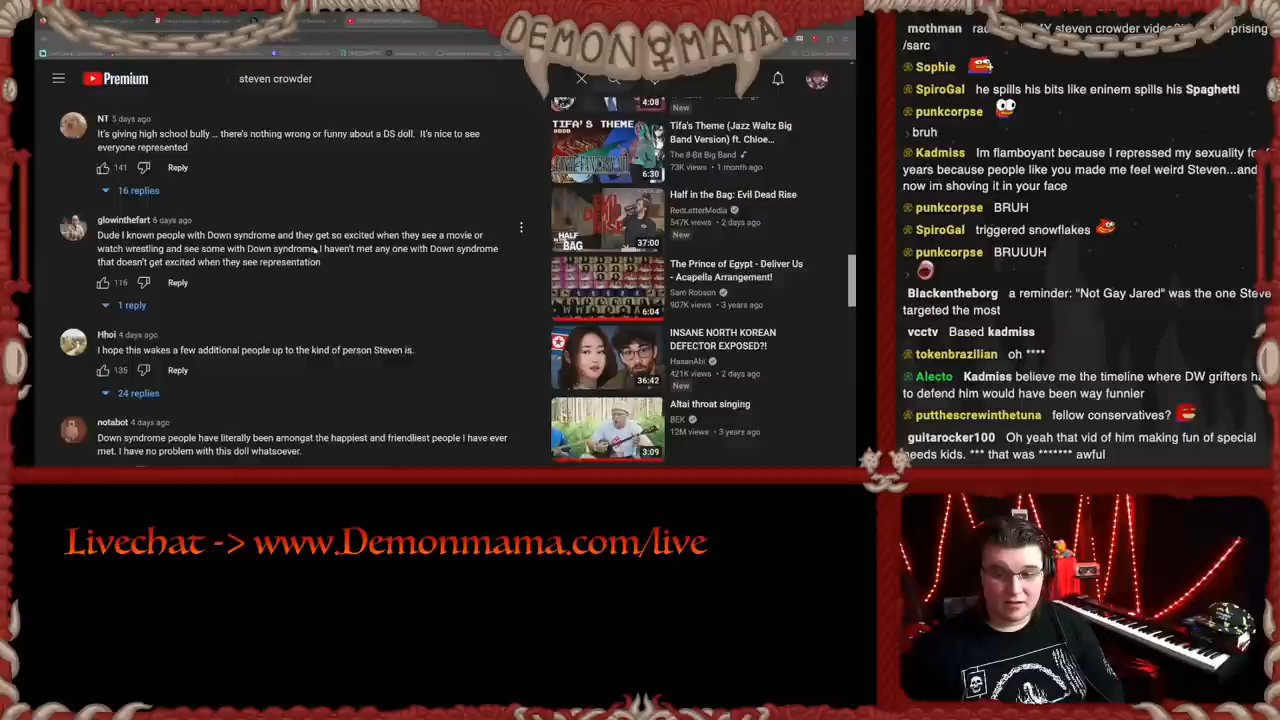 DEMON MAMA
Premium
steven crowder
NT 5 days ago
It's giving high school bully ... there's nothing wrong or funny about a DS doll. It's nice to see
everyone represented
141
Reply
16 replies
glowinthefart 6 days ago
Dude I known people with Down syndrome and they get so excited when they see a movie or
watch wrestling and see some with Down syndrome, I haven't met any one with Down syndrome
that doesn't get excited when they see representation
116
Reply
1 reply
Hhoi 4 days ago
I hope this wakes a few additional people up to the kind of person Steven is.
135
Reply
24 replies
notabot 4 days ago
Down syndrome people have literally been amongst the happiest and friendliest people I have ever
met. I have no problem with this doll whatsoever.
4:08
New
TIFA'S THEME
6:30
Tifa's Theme (Jazz Waltz Big
Band Version) ft. Chloe...
The 8-Bit Big Band
73K views • 1 month ago
HALF
BAG
37:00
Half in the Bag: Evil Dead Rise
RedLetterMedia
547K views • 2 days ago
New
6:04
The Prince of Egypt - Deliver Us
- Acapella Arrangement!
Sam Robson
907K views • 3 years ago
36:42
INSANE NORTH KOREAN
DEFECTOR EXPOSED?!
HasanAbi
421K views • 2 days ago
New
3:09
Altai throat singing
BEK
12M views • 3 years ago
mothman
steven crowder
/sarc
Sophie
SpiroGal he spills his bits like eninem spills his Spaghetti
punkcorpse
bruh
Kadmiss Im flamboyant because I repressed my sexuality
years because people like you made me feel weird Steven...and
now im shoving it in your face
punkcorpse BRUH
SpiroGal triggered snowflakes
punkcorpse BRUUUH
Blackentheborg a reminder: "Not Gay Jared" was the one Steve
targeted the most
vcctv Based kadmiss
tokenbrazilian oh ****
Alecto Kadmiss believe me the timeline where DW grifters
to defend him would have been way funnier
putthescrewinthetuna fellow conservatives?
guitarocker100 Oh yeah that vid of him making fun of special
needs kids. *** that was ******* awful
Livechat -> www.Demonmama.com/live